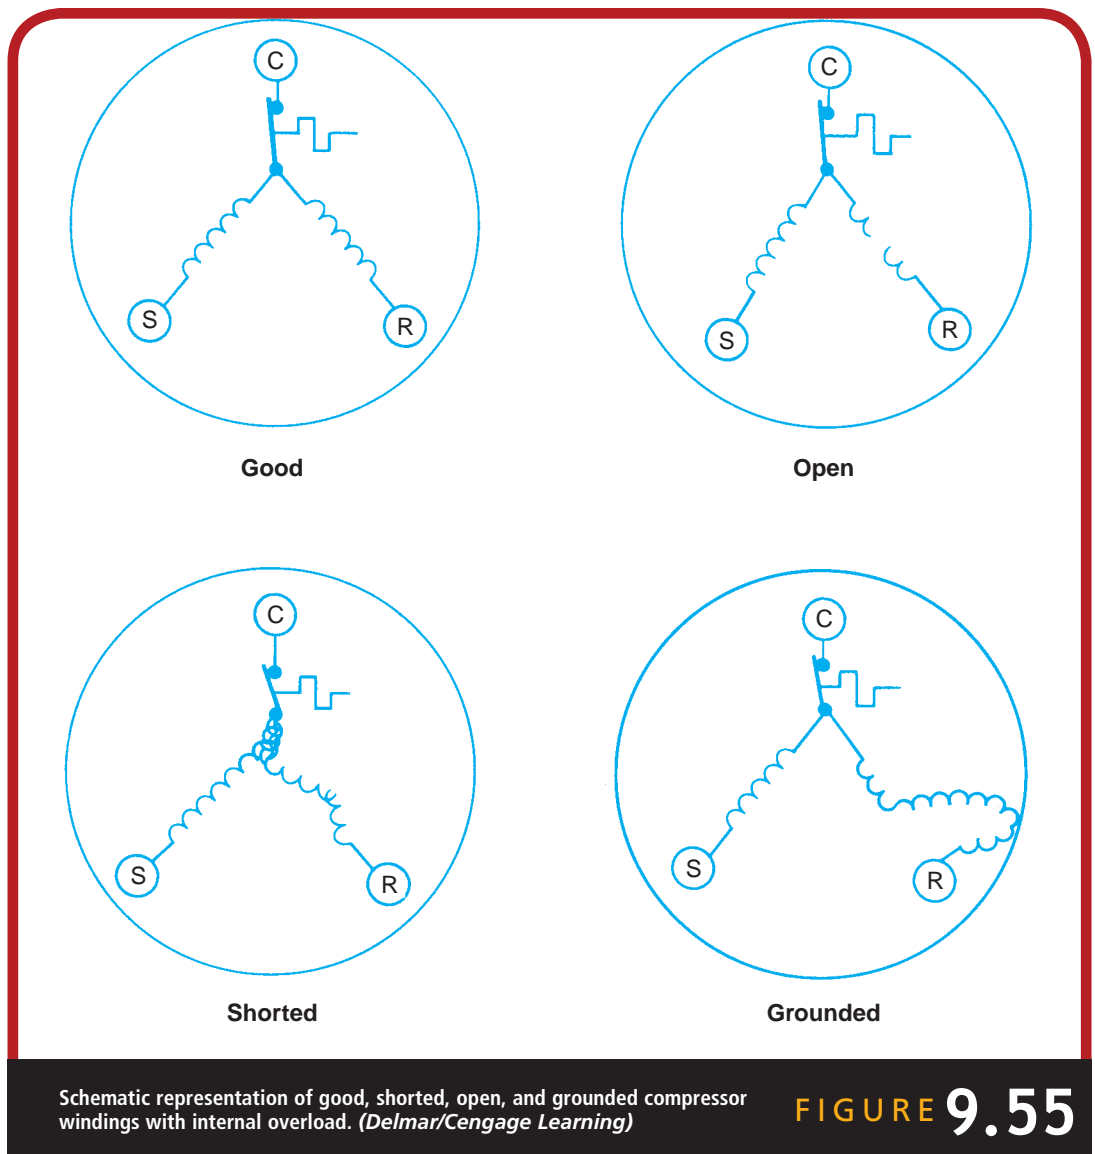 C
C
S
R
S
R
Good
Open
C
C
S
R
S
R
Shorted
Grounded
Schematic representation of good, shorted, open, and grounded compressor
windings with internal overload. (Delmar/Cengage Learning)
FIGURE 9.55